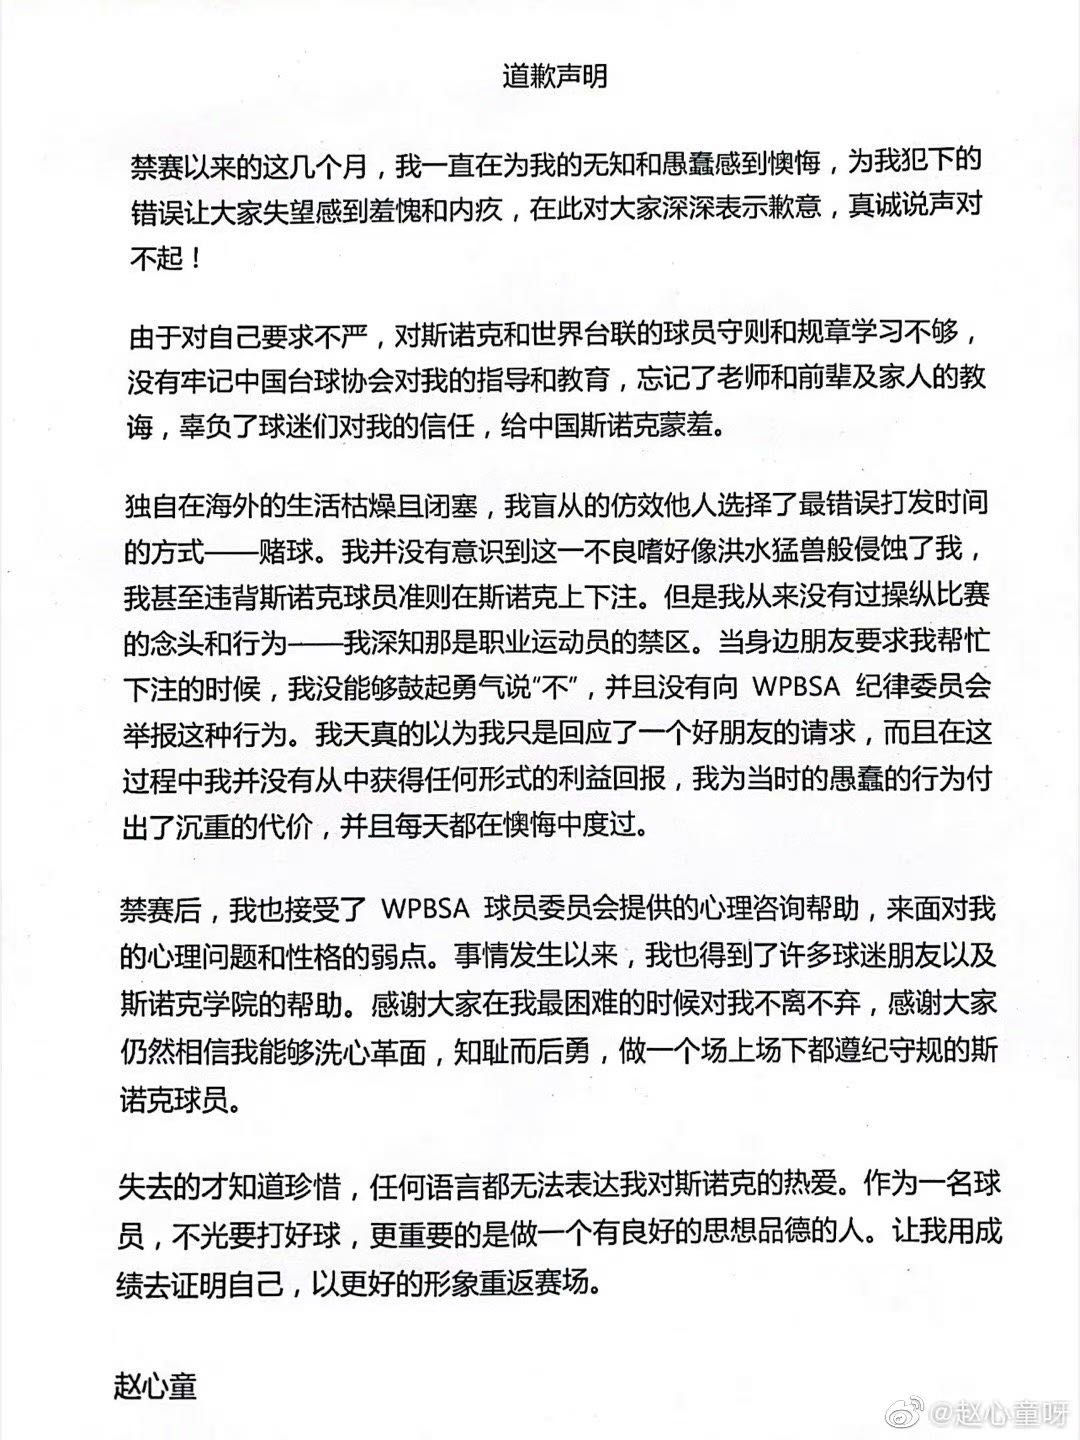 道歉声明
禁赛以来的这几个月，我一直在为我的无知和愚蠢感到懊悔，为我犯下的
错误让大家失望感到羞愧和内疚，在此对大家深深表示歉意，真诚说声对
不起！
由于对自己要求不严，对斯诺克和世界台联的球员守则和规章学习不够，
没有牢记中国台球协会对我的指导和教育，忘记了老师和前辈及家人的教
诲，辜负了球迷们对我的信任，给中国斯诺克蒙羞。
独自在海外的生活枯燥且闭塞，我盲从的仿效他人选择了最错误打发时间
的方式——赌球。我并没有意识到这一不良嗜好像洪水猛兽般侵蚀了我，
我甚至违背斯诺克球员准则在斯诺克上下注。但是我从来没有过操纵比赛
的念头和行为——我深知那是职业运动员的禁区。当身边朋友要求我帮忙
下注的时候，我没能够鼓起勇气说“不”，并且没有向 WPBSA 纪律委员会
举报这种行为。我天真的以为我只是回应了一个好朋友的请求，而且在这
过程中我并没有从中获得任何形式的利益回报，我为当时的愚蠢的行为付
出了沉重的代价，并且每天都在懊悔中度过。
禁赛后，我也接受了 WPBSA 球员委员会提供的心理咨询帮助，来面对我
的心理问题和性格的弱点。事情发生以来，我也得到了许多球迷朋友以及
斯诺克学院的帮助。感谢大家在我最困难的时候对我不离不弃，感谢大家
仍然相信我能够洗心革面，知耻而后勇，做一个场上场下都遵纪守规的斯
诺克球员。
失去的才知道珍惜，任何语言都无法表达我对斯诺克的热爱。作为一名球
员，不光要打好球，更重要的是做一个有良好的思想品德的人。让我用成
绩去证明自己，以更好的形象重返赛场。
赵心童
@赵心童呀